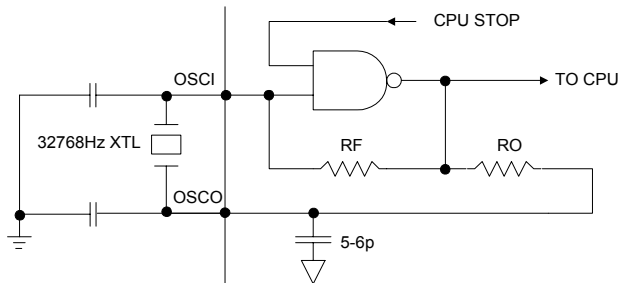 CPU STOP
OSCI
TO CPU
32768Hz XTL
RF
RO
OSCO
5-6p